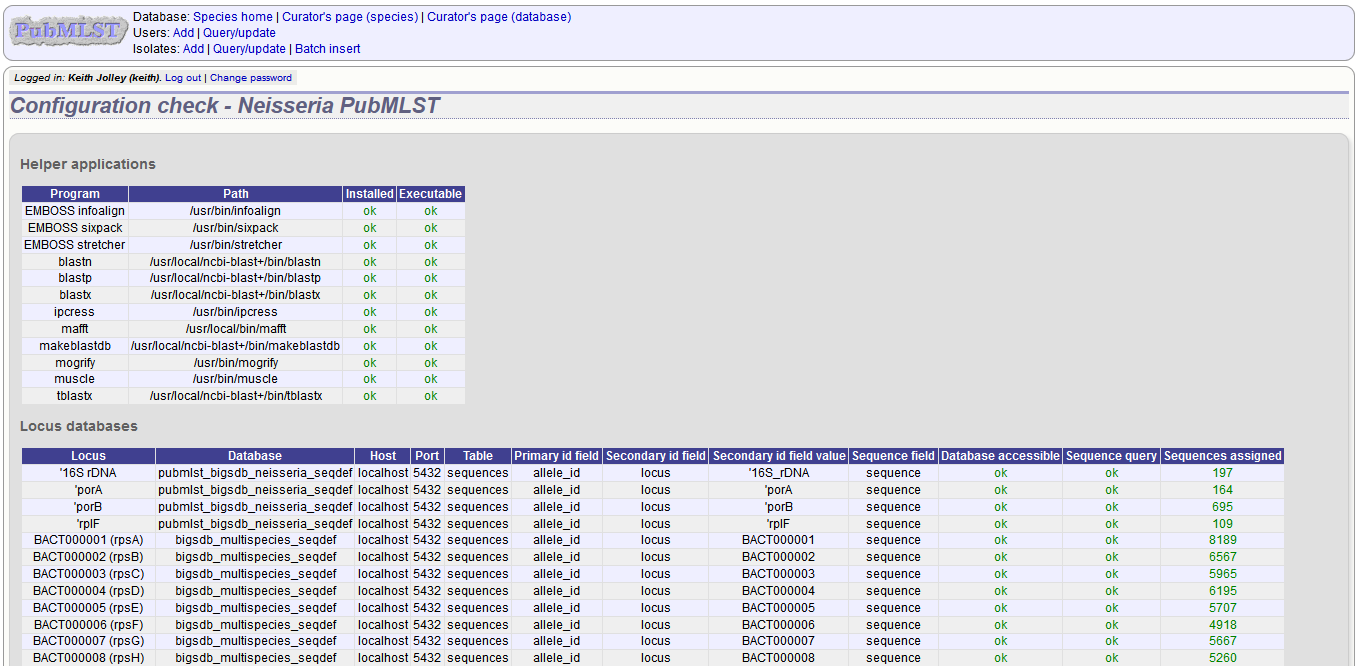 PubMLST
Database: Species home | Curator's page (species) | Curator's page (database)
Users: Add | Query/update
Isolates: Add | Query/update | Batch insert
Logged in: Keith Jolley (keith). Log out | Change password
Configuration check - Neisseria PubMLST
Helper applications
Program Path Installed Executable
EMBOSS infoalign /usr/bin/infoalign ok ok
EMBOSS sixpack /usr/bin/sixpack ok ok
EMBOSS stretcher /usr/bin/stretcher ok ok
blastn /usr/local/ncbi-blast+/bin/blastn ok ok
blastp /usr/local/ncbi-blast+/bin/blastp ok ok
blastx /usr/local/ncbi-blast+/bin/blastx ok ok
ipcress /usr/bin/ipcress ok ok
mafft /usr/local/bin/mafft ok ok
makeblastdb /usr/local/ncbi-blast+/bin/makeblastdb ok ok
mogrify /usr/bin/mogrify ok ok
muscle /usr/bin/muscle ok ok
tblastx /usr/local/ncbi-blast+/bin/tblastx ok ok
Locus databases
Locus Database Host Port Table Primary id field Secondary id field Secondary id field value Sequence field Database accessible Sequence query Sequences assigned
'16S rDNA pubmlst_bigsdb_neisseria_seqdef localhost 5432 sequences allele_id locus '16S_rDNA sequence ok ok 197
'porA pubmlst_bigsdb_neisseria_seqdef localhost 5432 sequences allele_id locus 'porA sequence ok ok 164
'porB pubmlst_bigsdb_neisseria_seqdef localhost 5432 sequences allele_id locus 'porB sequence ok ok 695
'rplF pubmlst_bigsdb_neisseria_seqdef localhost 5432 sequences allele_id locus 'rplF sequence ok ok 109
BACT000001 (rpsA) bigsdb_multispecies_seqdef localhost 5432 sequences allele_id locus BACT000001 sequence ok ok 8189
BACT000002 (rpsB) bigsdb_multispecies_seqdef localhost 5432 sequences allele_id locus BACT000002 sequence ok ok 6567
BACT000003 (rpsC) bigsdb_multispecies_seqdef localhost 5432 sequences allele_id locus BACT000003 sequence ok ok 5965
BACT000004 (rpsD) bigsdb_multispecies_seqdef localhost 5432 sequences allele_id locus BACT000004 sequence ok ok 6195
BACT000005 (rpsE) bigsdb_multispecies_seqdef localhost 5432 sequences allele_id locus BACT000005 sequence ok ok 5707
BACT000006 (rpsF) bigsdb_multispecies_seqdef localhost 5432 sequences allele_id locus BACT000006 sequence ok ok 4918
BACT000007 (rpsG) bigsdb_multispecies_seqdef localhost 5432 sequences allele_id locus BACT000007 sequence ok ok 5667
BACT000008 (rpsH) bigsdb_multispecies_seqdef localhost 5432 sequences allele_id locus BACT000008 sequence ok ok 5260